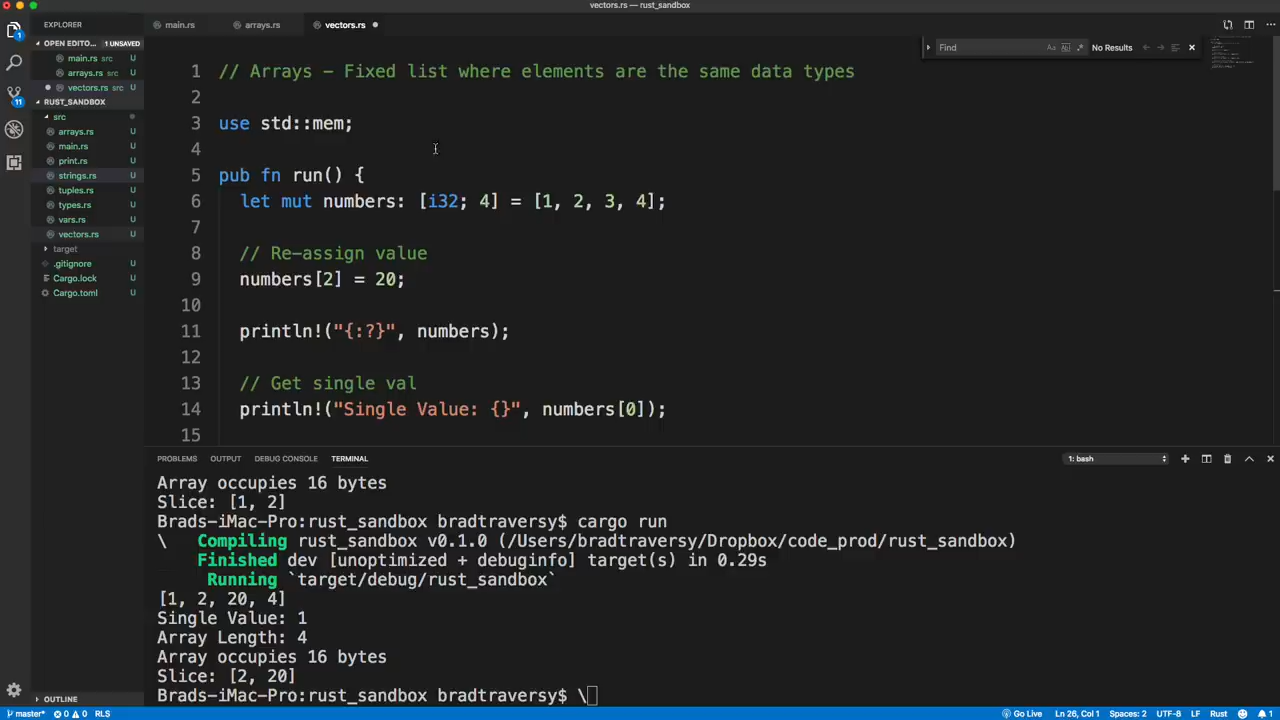 vectors.rs — rust_sandbox
EXPLORER
main.rs
arrays.rs
vectors.rs
OPEN EDITO... 1 UNSAVED
main.rs src U
arrays.rs src U
vectors.rs src U
RUST_SANDBOX
src
arrays.rs U
main.rs U
print.rs U
strings.rs U
tuples.rs U
types.rs U
vars.rs U
vectors.rs U
target
.gitignore U
Cargo.lock U
Cargo.toml U
OUTLINE
1
11
Find
Aa
Abl
.*
No Results
1 // Arrays – Fixed list where elements are the same data types
2
3 use std::mem;
4
5 pub fn run() {
6 let mut numbers: [i32; 4] = [1, 2, 3, 4];
7
8 // Re-assign value
9 numbers[2] = 20;
10
11 println!("{:?}", numbers);
12
13 // Get single val
14 println!("Single Value: {}", numbers[0]);
15
PROBLEMS OUTPUT DEBUG CONSOLE TERMINAL
1: bash
Array occupies 16 bytes
Slice: [1, 2]
Brads-iMac-Pro:rust_sandbox bradtraversy$ cargo run
\ Compiling rust_sandbox v0.1.0 (/Users/bradtraversy/Dropbox/code_prod/rust_sandbox)
Finished dev [unoptimized + debuginfo] target(s) in 0.29s
Running `target/debug/rust_sandbox`
[1, 2, 20, 4]
Single Value: 1
Array Length: 4
Array occupies 16 bytes
Slice: [2, 20]
Brads-iMac-Pro:rust_sandbox bradtraversy$ \
master* 0 0 RLS
Go Live Ln 26, Col 1 Spaces: 2 UTF-8 LF Rust 1